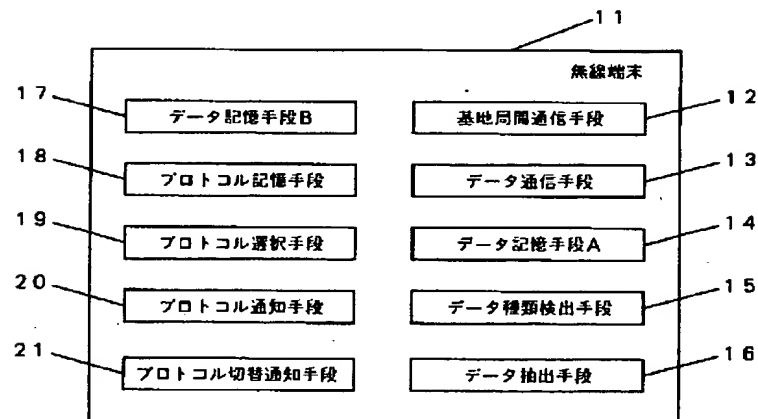 11
無線端末
17 データ記憶手段B 基地局間通信手段 12
18 プロトコル記憶手段 データ通信手段 13
19 プロトコル選択手段 データ記憶手段A 14
20 プロトコル通知手段 データ種類検出手段 15
21 プロトコル切替通知手段 データ抽出手段 16